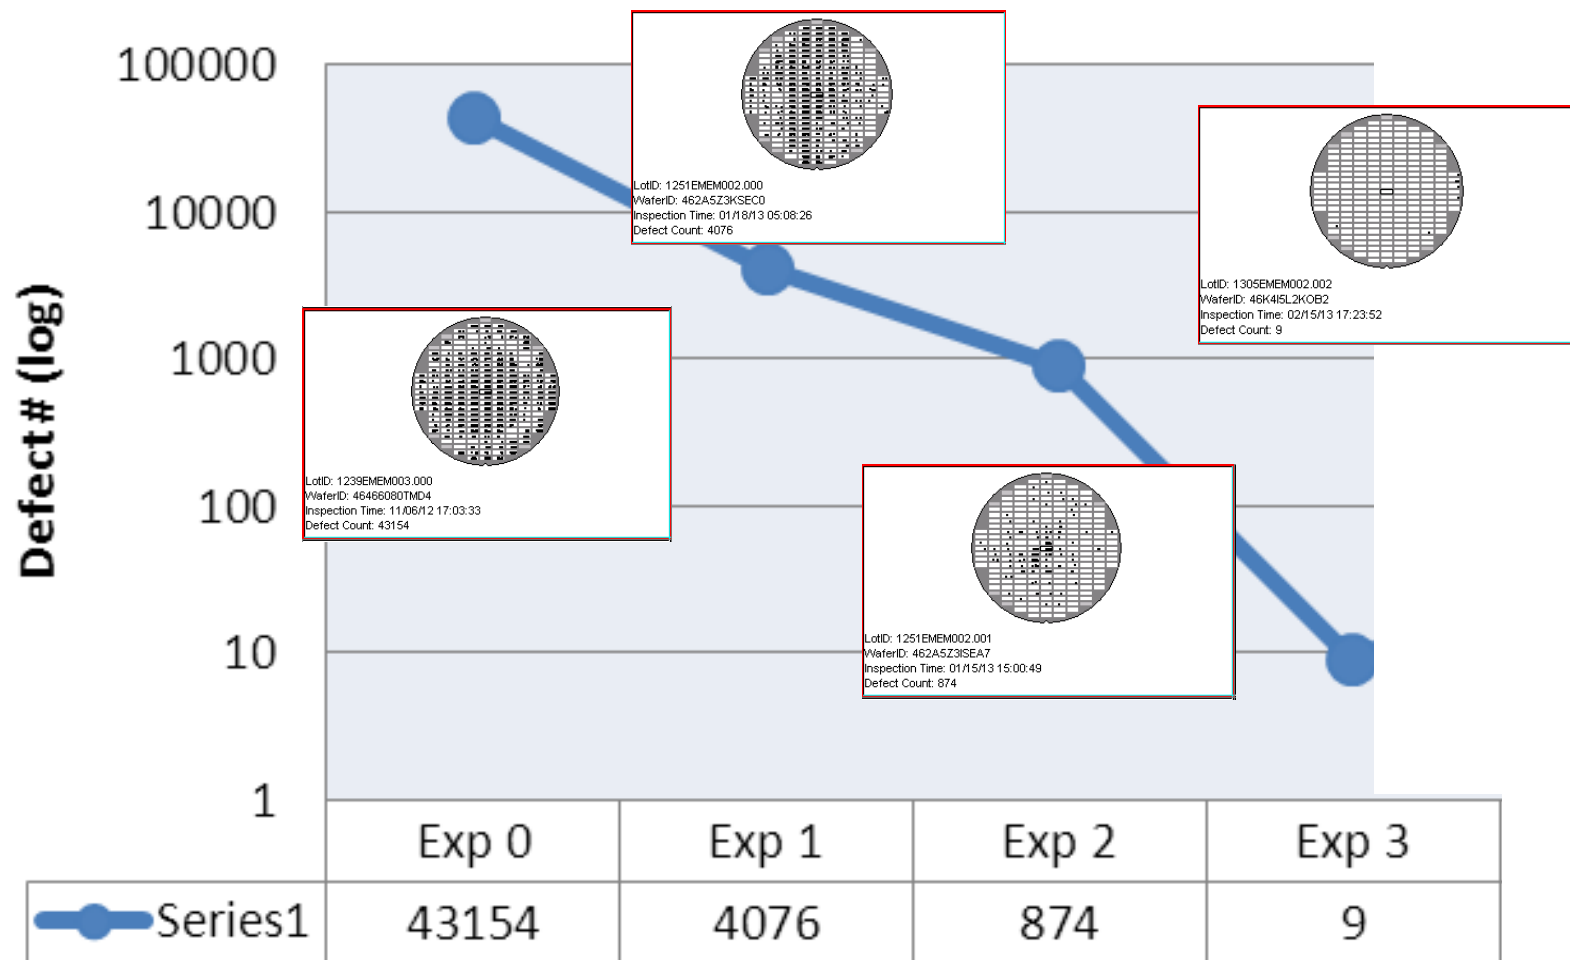 100000
10000
1000
100
10
1
Defect# (log)
LotID: 1251EMEM002.000
WaferID: 462A5Z3KSEC0
Inspection Time: 01/18/13 05:08:26
Defect Count: 4076
LotID: 1305EMEM002.002
WaferID: 46K4I5L2KOB2
Inspection Time: 02/15/13 17:23:52
Defect Count: 9
LotID: 1239EMEM003.000
WaferID: 46466080TMD4
Inspection Time: 11/06/12 17:03:33
Defect Count: 43154
LotID: 1251EMEM002.001
WaferID: 462A5Z3ISEA7
Inspection Time: 01/15/13 15:00:49
Defect Count: 874
Exp 0 Exp 1 Exp 2 Exp 3
Series1 43154 4076 874 9